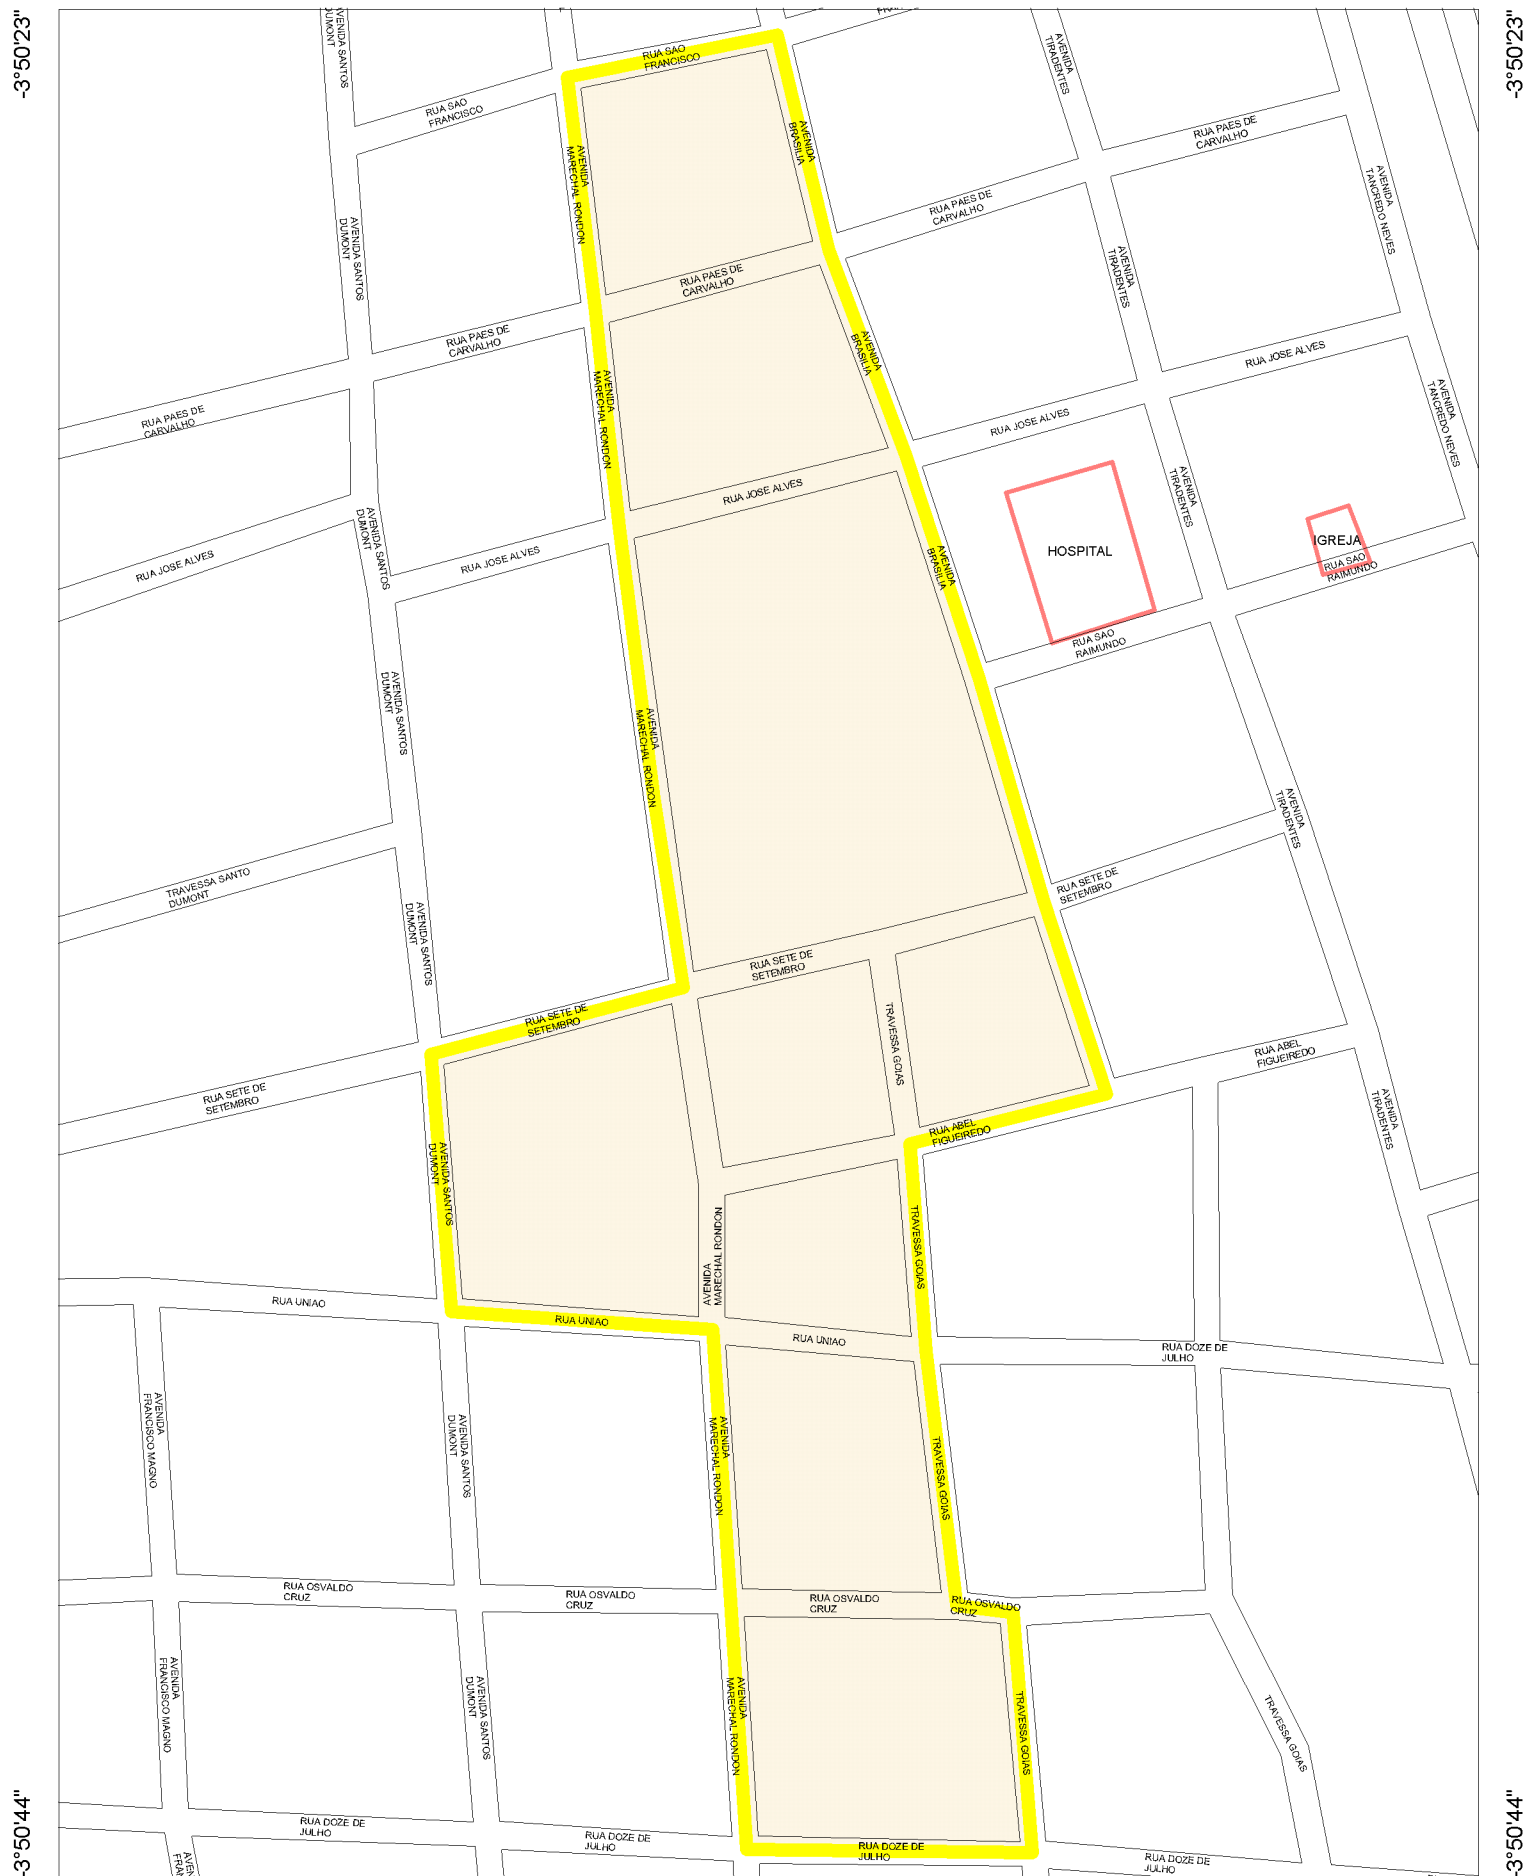 -3°50'23"
-3°50'23"
AVENIDA SANTOS
DUMONT
RUA SAO
FRANCISCO
AVENIDA
TIRADENTES
RUA SAO
FRANCISCO
AVENIDA
BRASILIA
RUA PAES DE
CARVALHO
AVENIDA
MARECHAL RONDON
AVENIDA
TANCREDO NEVES
RUA PAES DE
CARVALHO
AVENIDA SANTOS
DUMONT
AVENIDA
TIRADENTES
RUA PAES DE
CARVALHO
RUA PAES DE
CARVALHO
AVENIDA
BRASILIA
RUA JOSE ALVES
AVENIDA
MARECHAL RONDON
AVENIDA
TANCREDO NEVES
RUA PAES DE
CARVALHO
RUA JOSE ALVES
AVENIDA
TIRADENTES
RUA JOSE ALVES
AVENIDA SANTOS
DUMONT
RUA JOSE ALVES
RUA JOSE ALVES
AVENIDA
BRASILIA
HOSPITAL
IGREJA
RUA SAO
RAIMUNDO
RUA SAO
RAIMUNDO
AVENIDA SANTOS
DUMONT
AVENIDA
MARECHAL RONDON
AVENIDA
TIRADENTES
TRAVESSA SANTO
DUMONT
RUA SETE DE
SETEMBRO
AVENIDA SANTOS
DUMONT
RUA SETE DE
SETEMBRO
RUA SETE DE
SETEMBRO
TRAVESSA GOIAS
RUA ABEL
FIGUEIREDO
RUA SETE DE
SETEMBRO
AVENIDA
TIRADENTES
RUA ABEL
FIGUEIREDO
AVENIDA SANTOS
DUMONT
AVENIDA
MARECHAL RONDON
TRAVESSA GOIAS
RUA UNIAO
RUA UNIAO
RUA UNIAO
RUA DOZE DE
JULHO
AVENIDA
FRANCISCO MAGNO
AVENIDA SANTOS
DUMONT
AVENIDA
MARECHAL RONDON
TRAVESSA GOIAS
RUA OSVALDO
CRUZ
RUA OSVALDO
CRUZ
RUA OSVALDO
CRUZ
RUA OSVALDO
CRUZ
AVENIDA
FRANCISCO MAGNO
AVENIDA SANTOS
DUMONT
AVENIDA
MARECHAL RONDON
TRAVESSA GOIAS
TRAVESSA GOIAS
RUA DOZE DE
JULHO
RUA DOZE DE
JULHO
RUA DOZE DE
JULHO
RUA DOZE DE
JULHO
-3°50'44"
-3°50'44"